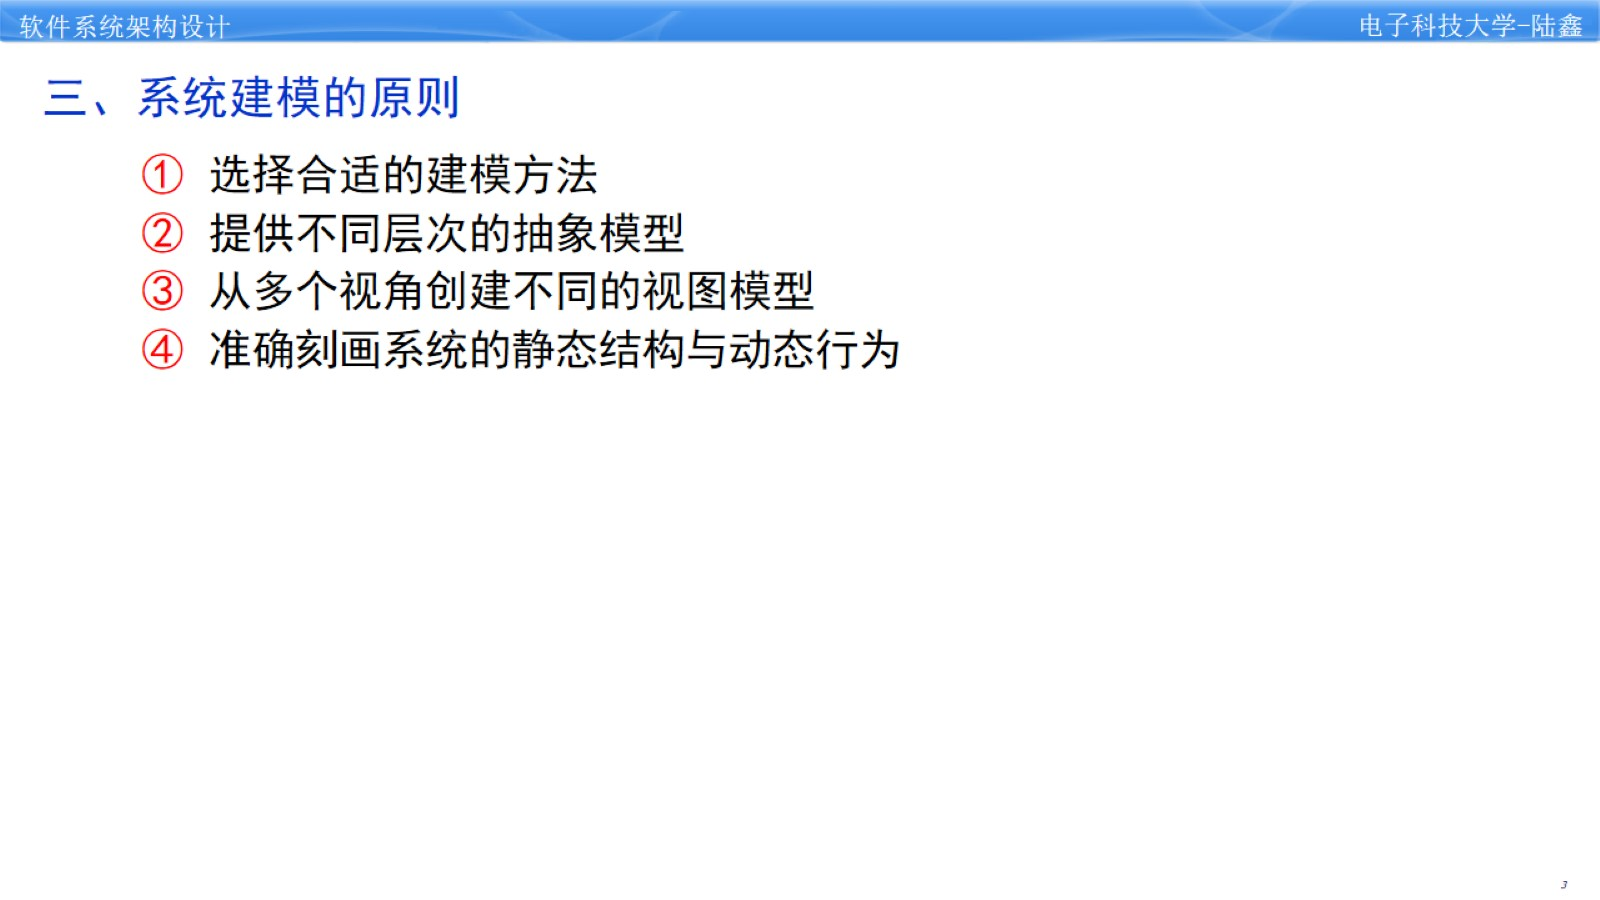 软件系统架构设计
电子科技大学-陆鑫
三、系统建模的原则
① 选择合适的建模方法
② 提供不同层次的抽象模型
③ 从多个视角创建不同的视图模型
④ 准确刻画系统的静态结构与动态行为
3